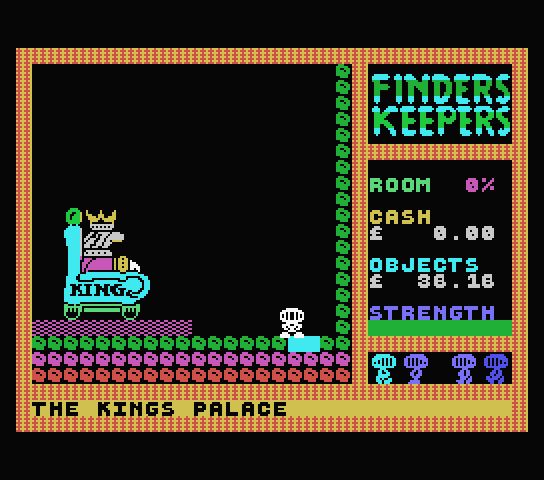 FINDERS
KEEPERS
ROOM 0%
CASH
£ 0.00
OBJECTS
£ 36.16
STRENGTH
KING
THE KINGS PALACE